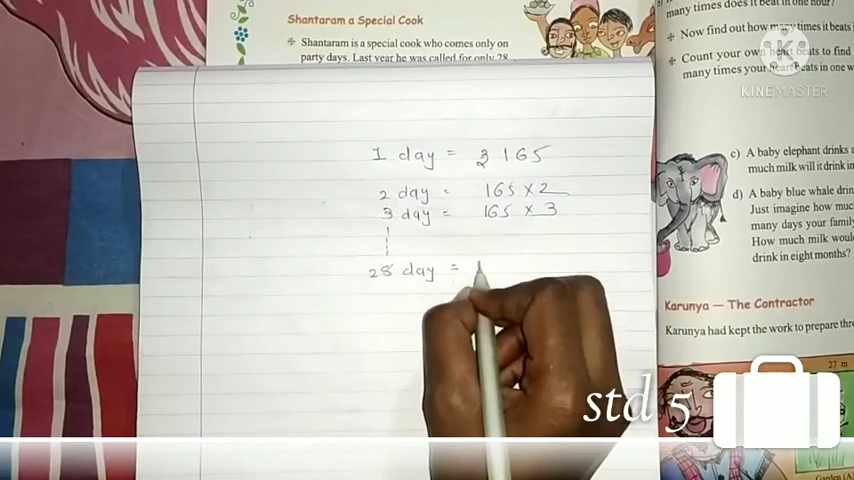 Shantaram a Special Cook
Shantaram is a special cook who comes only on
party days. Last year he was called for only 28
many times does it beat in one
Now find out how many times it beats in
Count your own heart beats to find
many times your heart beats in one w
KINEMASTER
1 day = ₹ 165
2 day = 165 × 2
3 day = 165 × 3
28 day =
c) A baby elephant drinks a
much milk will it drink in
d) A baby blue whale drin
Just imagine how much
many days your family
How much milk would
drink in eight months?
Karunya — The Contractor
Karunya had kept the work to prepare thre
27 m
std 5
Garden (A)